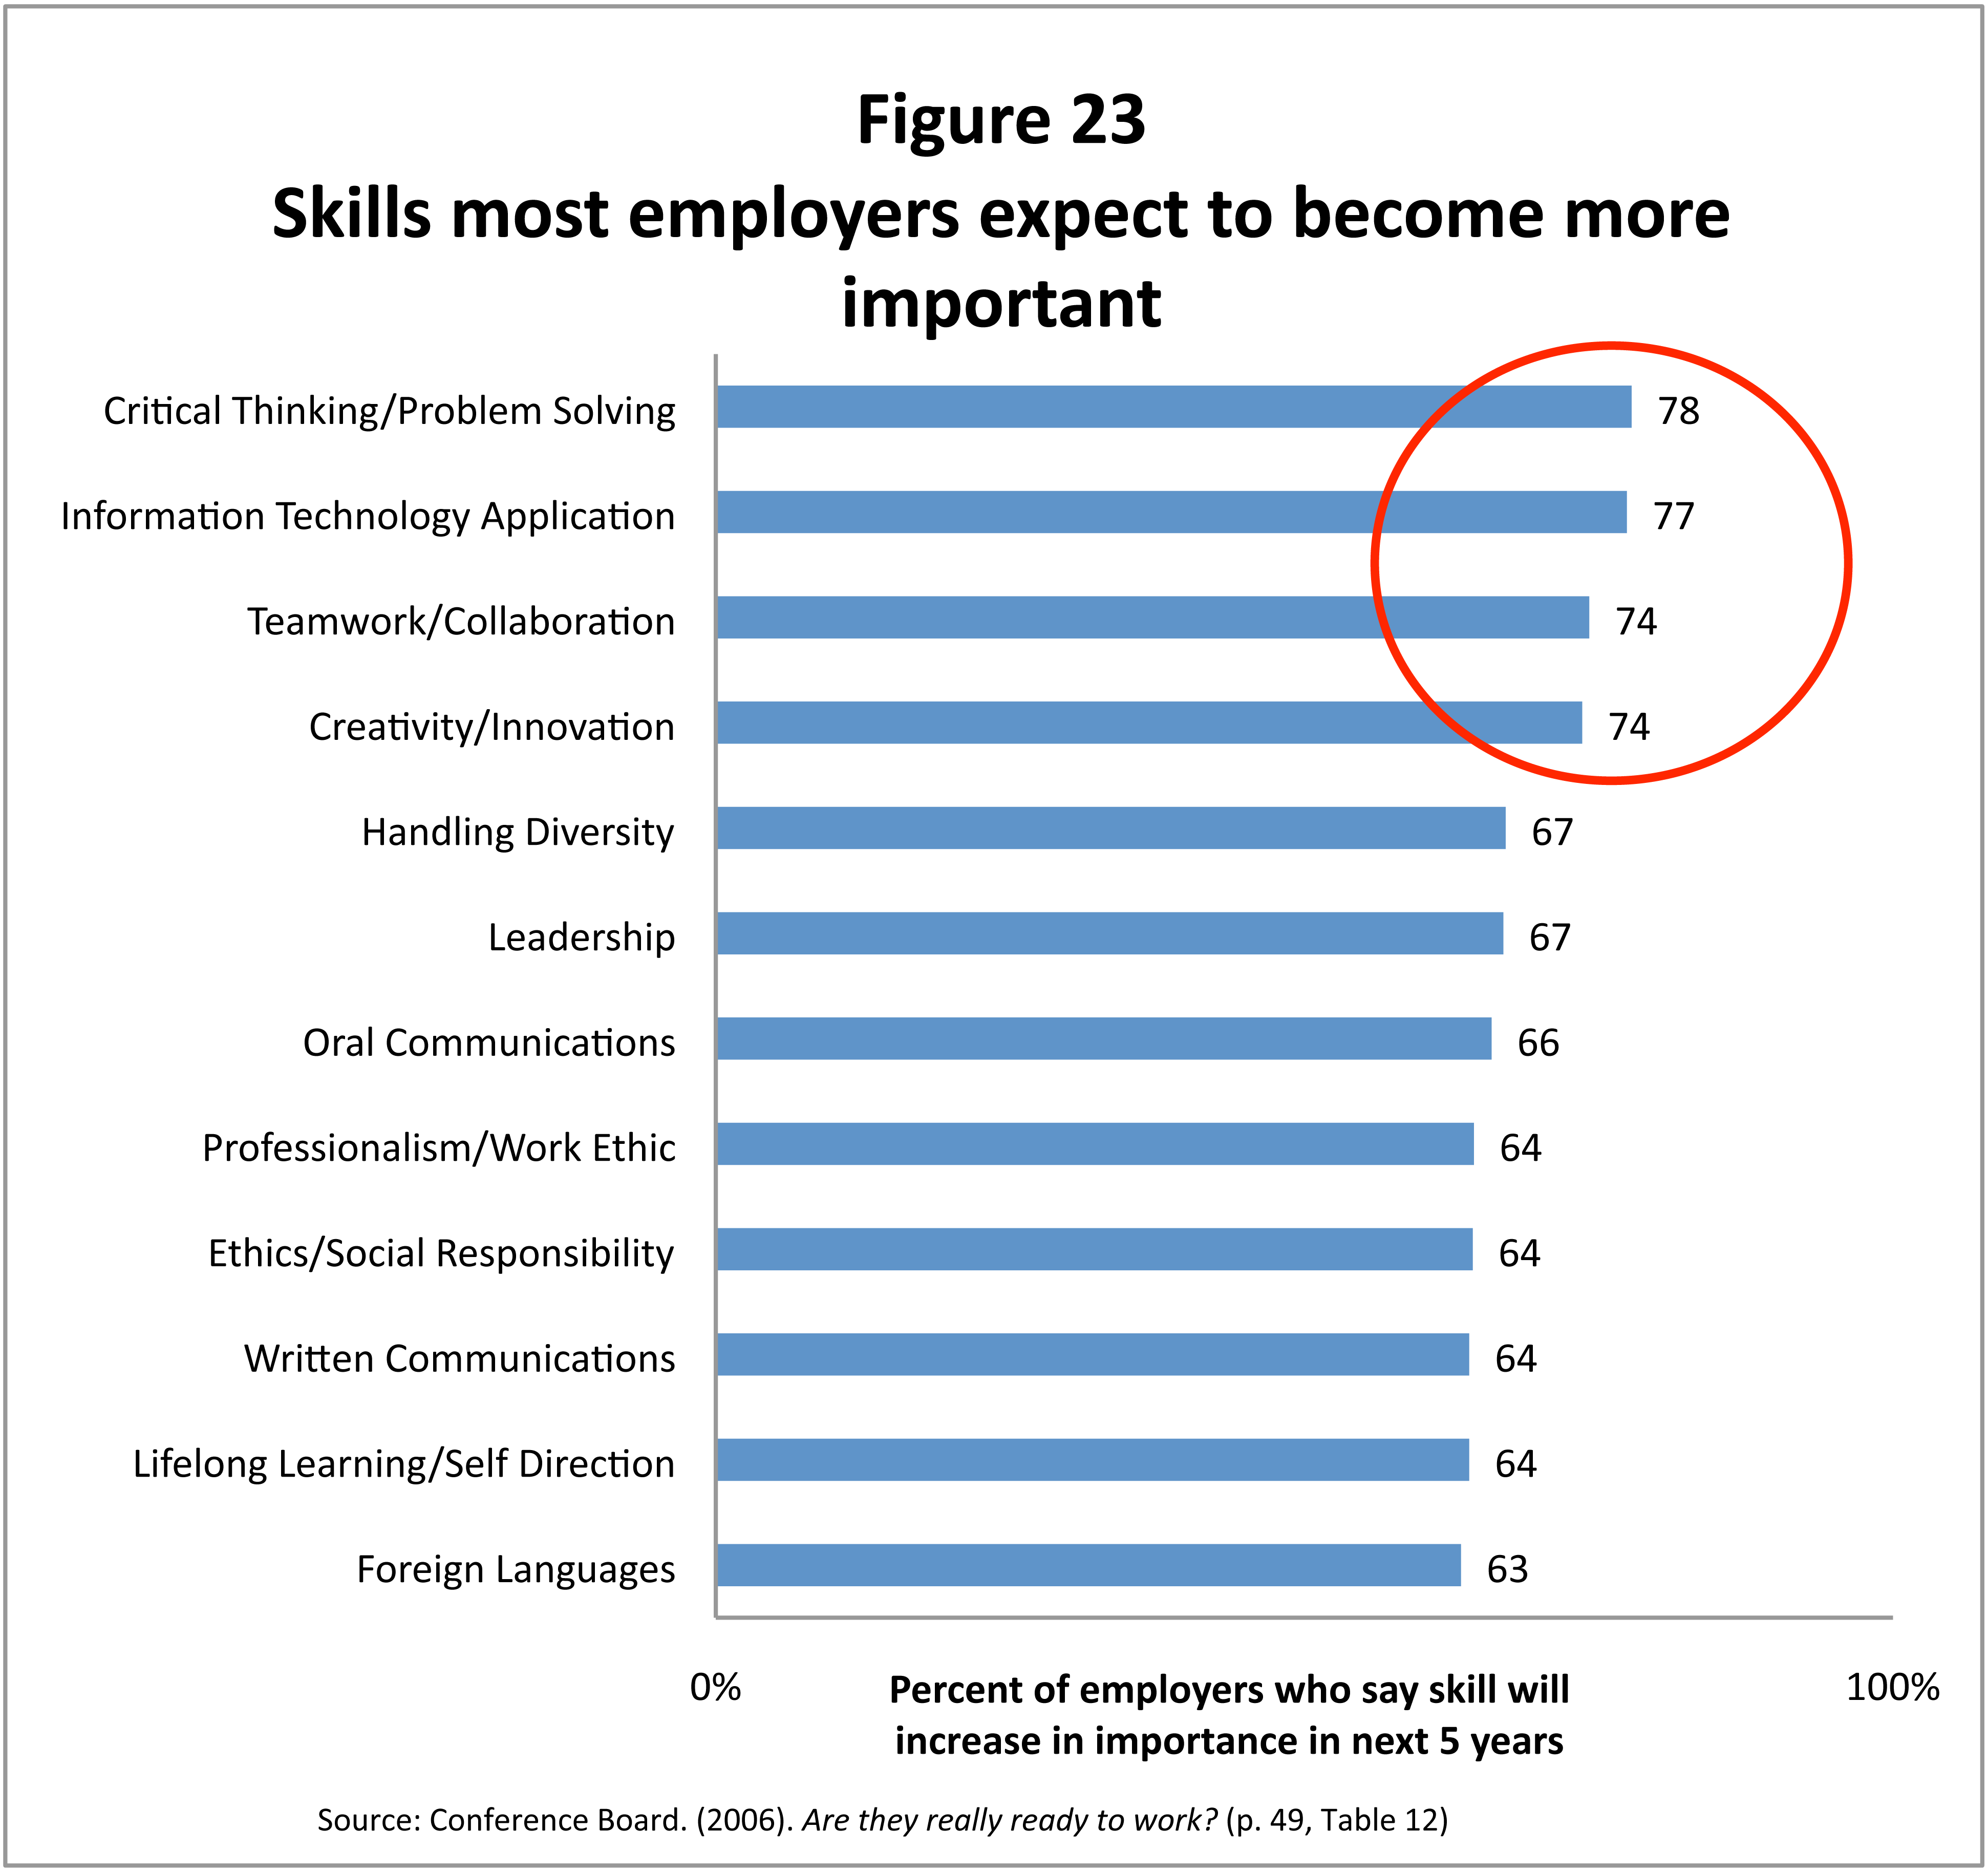 Figure 23
Skills most employers expect to become more
important
Critical Thinking/Problem Solving 78
Information Technology Application 77
Teamwork/Collaboration 74
Creativity/Innovation 74
Handling Diversity 67
Leadership 67
Oral Communications 66
Professionalism/Work Ethic 64
Ethics/Social Responsibility 64
Written Communications 64
Lifelong Learning/Self Direction 64
Foreign Languages 63
0% 100%
Percent of employers who say skill will
increase in importance in next 5 years
Source: Conference Board. (2006). Are they really ready to work? (p. 49, Table 12)